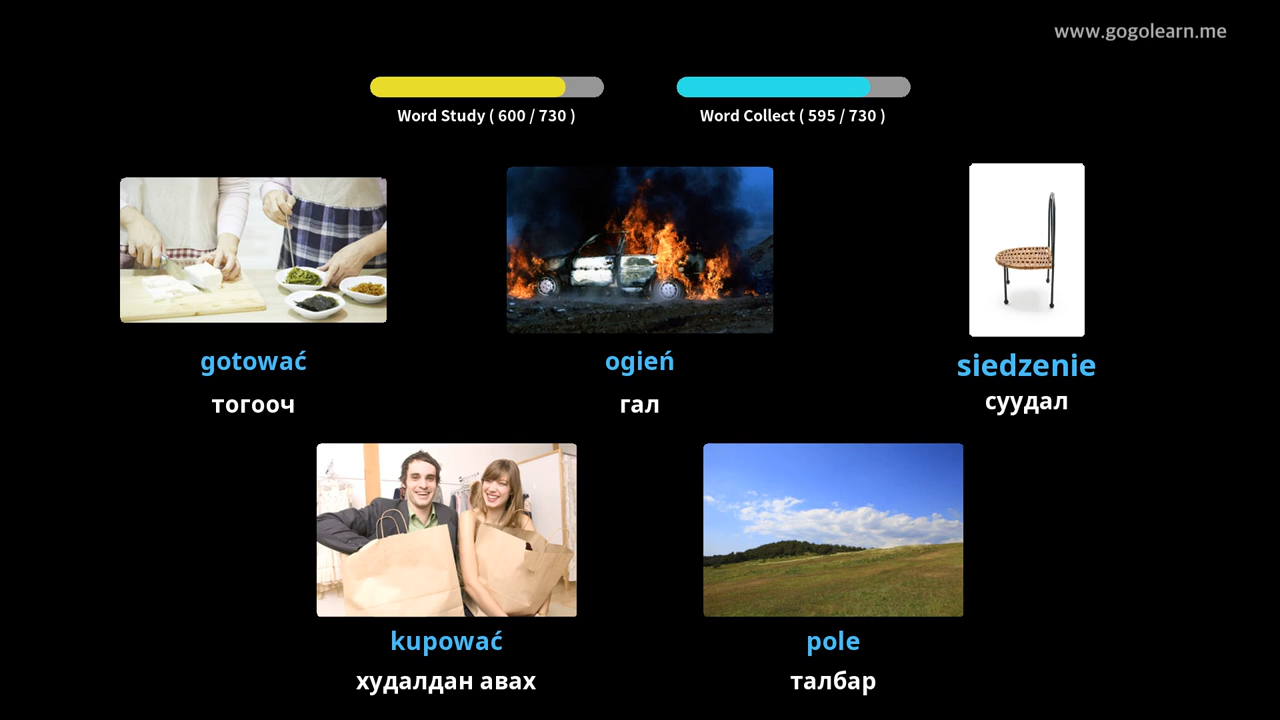 www.gogolearn.me
Word Study ( 600 / 730 )
Word Collect ( 595 / 730 )
gotować
ogień
siedzenie
тогооч
гал
суудал
kupować
pole
худалдан авах
талбар